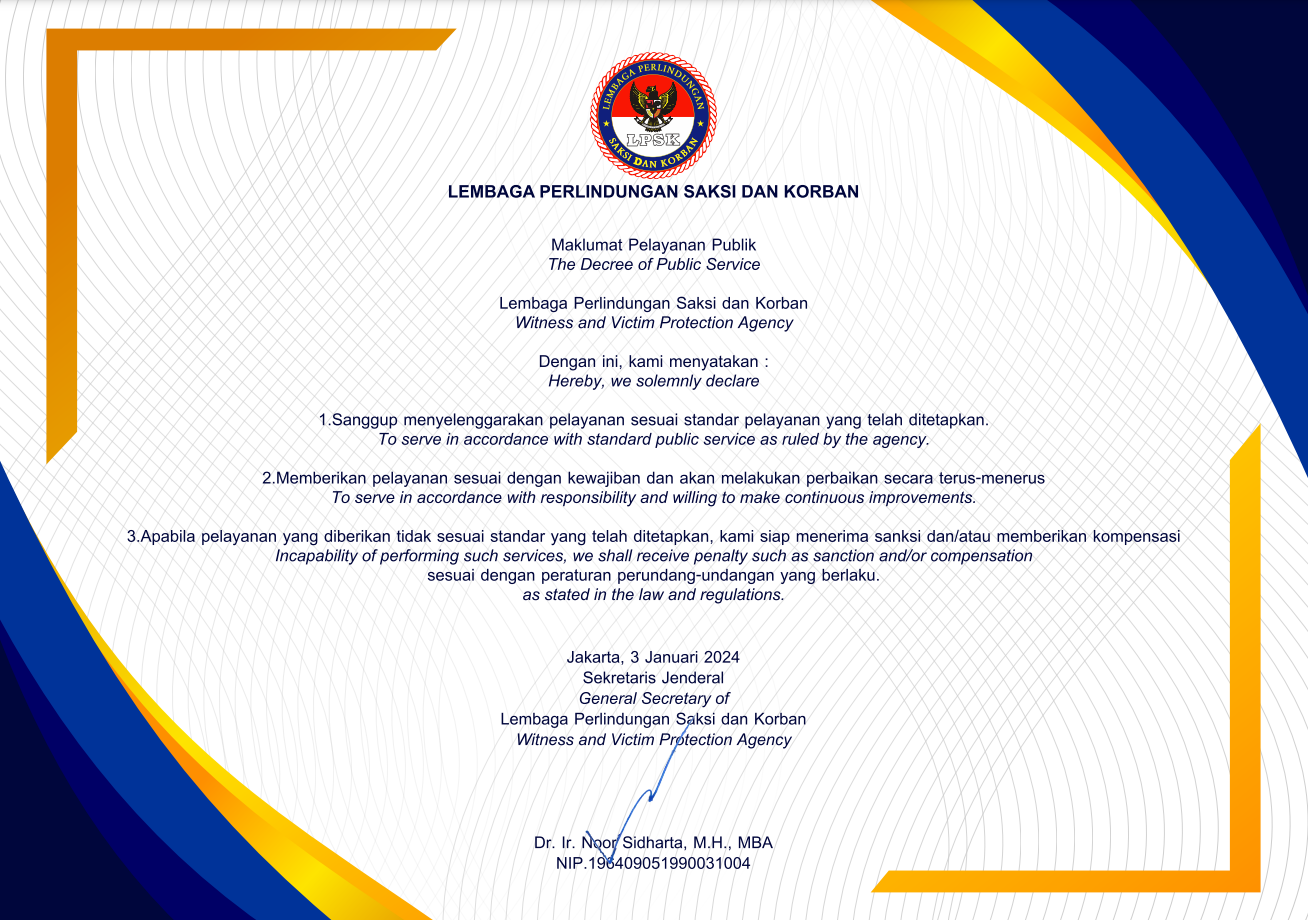 LEMBAGA PERLINDUNGAN
LPSK
SAKSI DAN KORBAN
LEMBAGA PERLINDUNGAN SAKSI DAN KORBAN
Maklumat Pelayanan Publik
The Decree of Public Service
Lembaga Perlindungan Saksi dan Korban
Witness and Victim Protection Agency
Dengan ini, kami menyatakan :
Hereby, we solemnly declare
1.Sanggup menyelenggarakan pelayanan sesuai standar pelayanan yang telah ditetapkan.
To serve in accordance with standard public service as ruled by the agency.
2.Memberikan pelayanan sesuai dengan kewajiban dan akan melakukan perbaikan secara terus-menerus
To serve in accordance with responsibility and willing to make continuous improvements.
3.Apabila pelayanan yang diberikan tidak sesuai standar yang telah ditetapkan, kami siap menerima sanksi dan/atau memberikan kompensasi
Incapability of performing such services, we shall receive penalty such as sanction and/or compensation
sesuai dengan peraturan perundang-undangan yang berlaku.
as stated in the law and regulations.
Jakarta, 3 Januari 2024
Sekretaris Jenderal
General Secretary of
Lembaga Perlindungan Saksi dan Korban
Witness and Victim Protection Agency
Dr. Ir. Noor Sidharta, M.H., MBA
NIP.196409051990031004